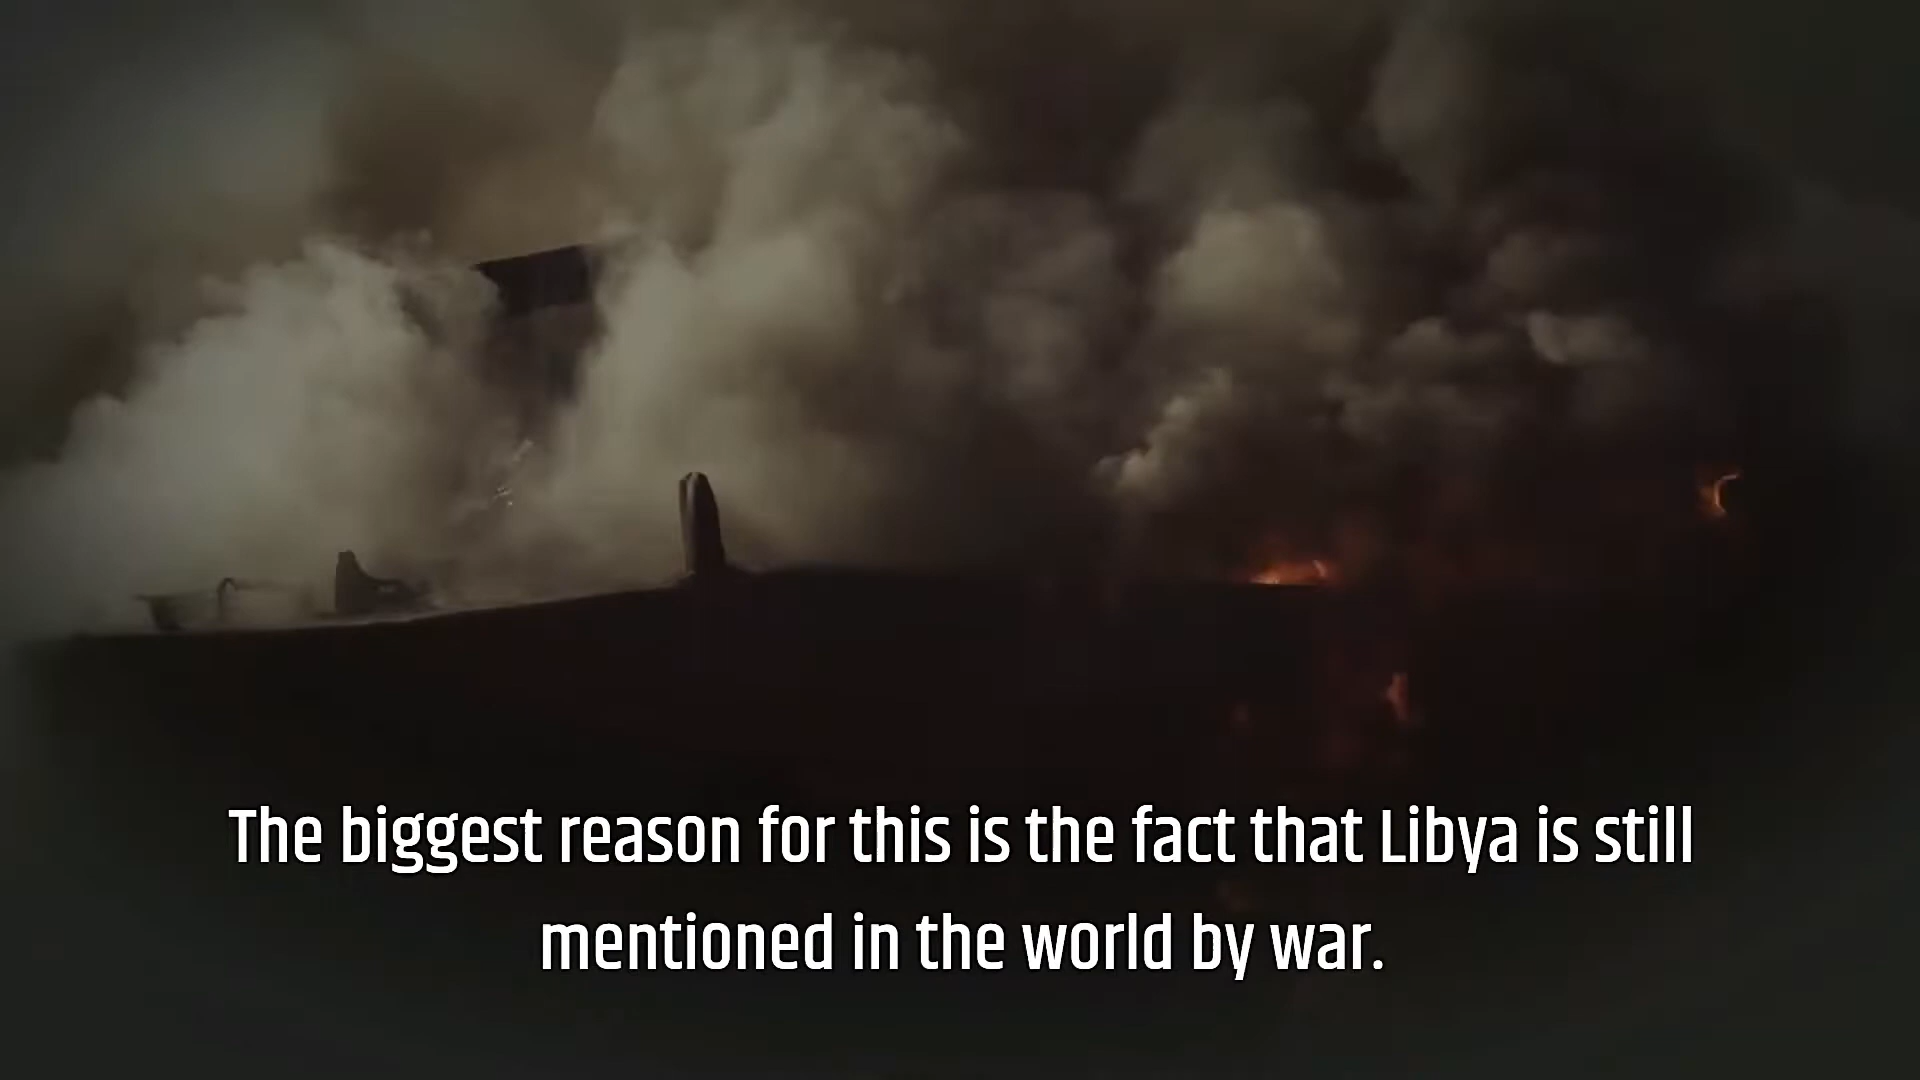 The biggest reason for this is the fact that Libya is still
mentioned in the world by war.